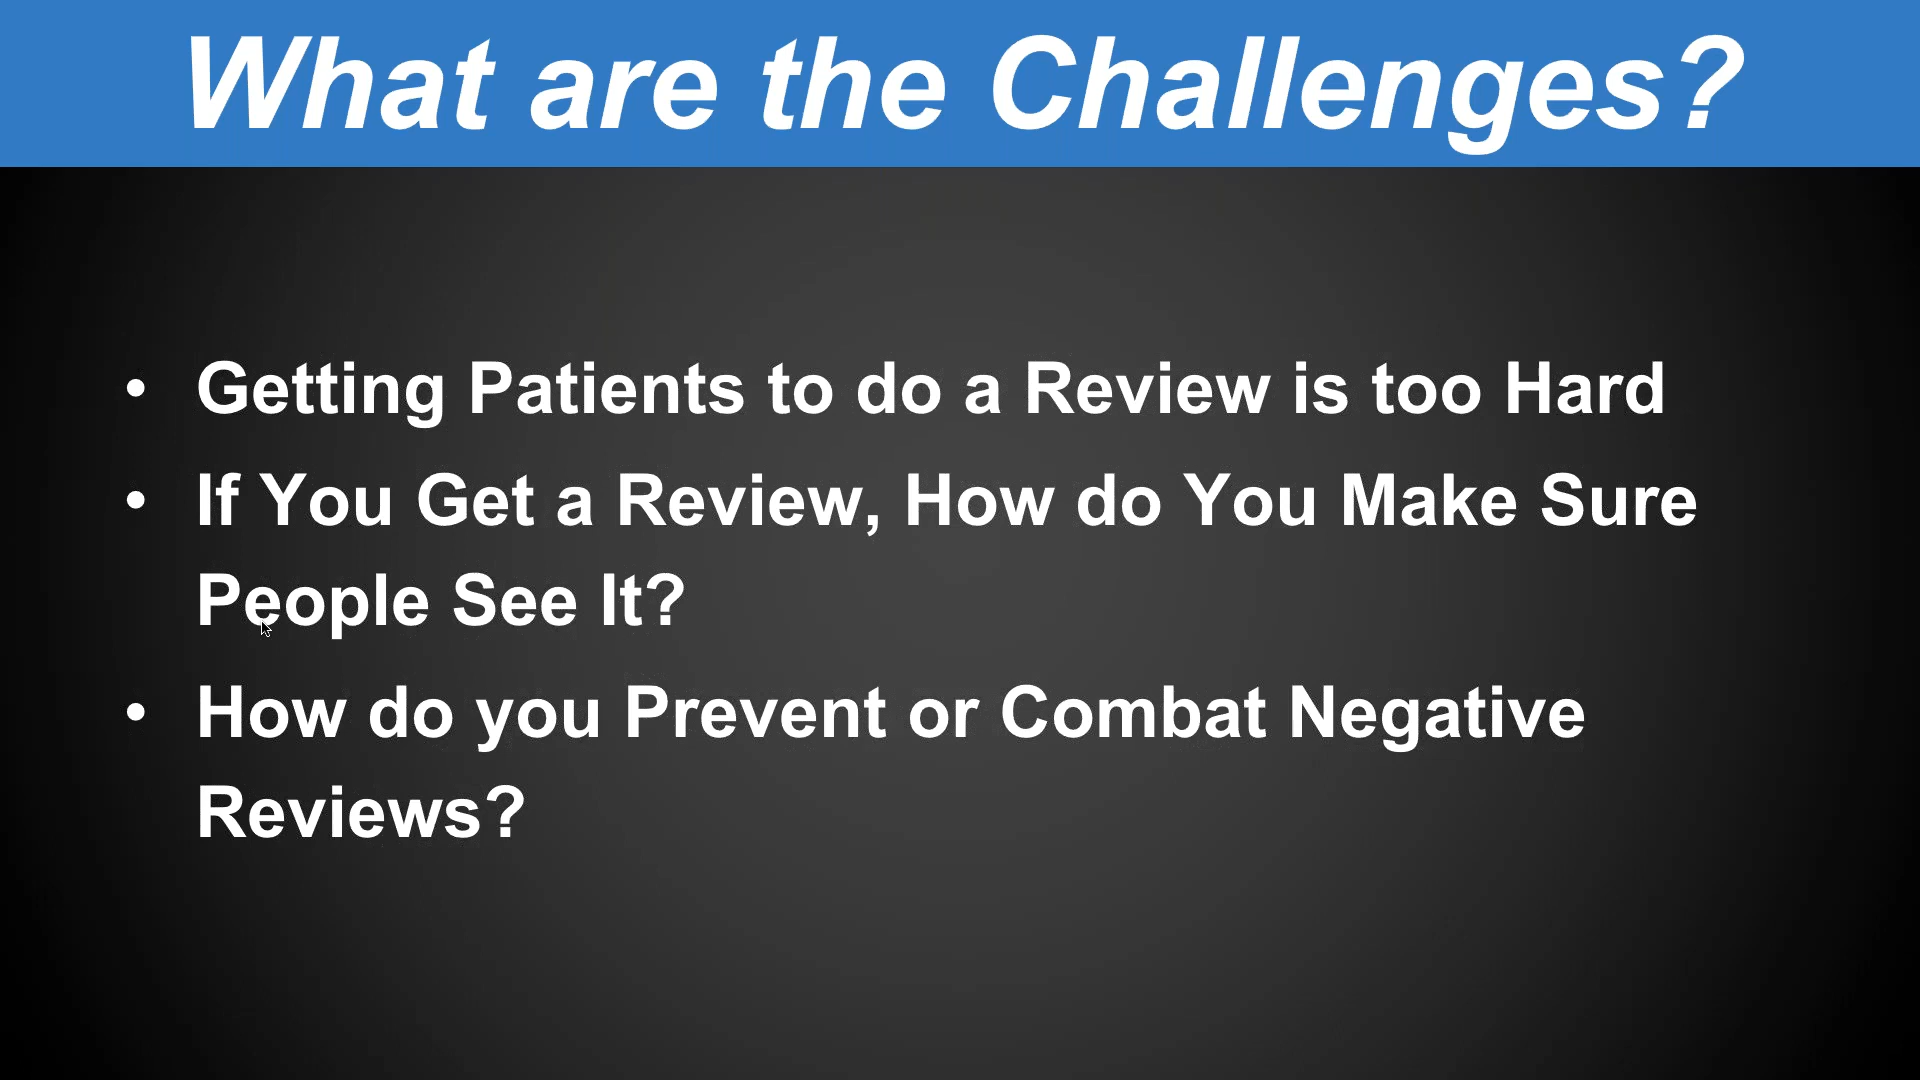 What are the Challenges?
• Getting Patients to do a Review is too Hard
• If You Get a Review, How do You Make Sure
People See It?
• How do you Prevent or Combat Negative
Reviews?